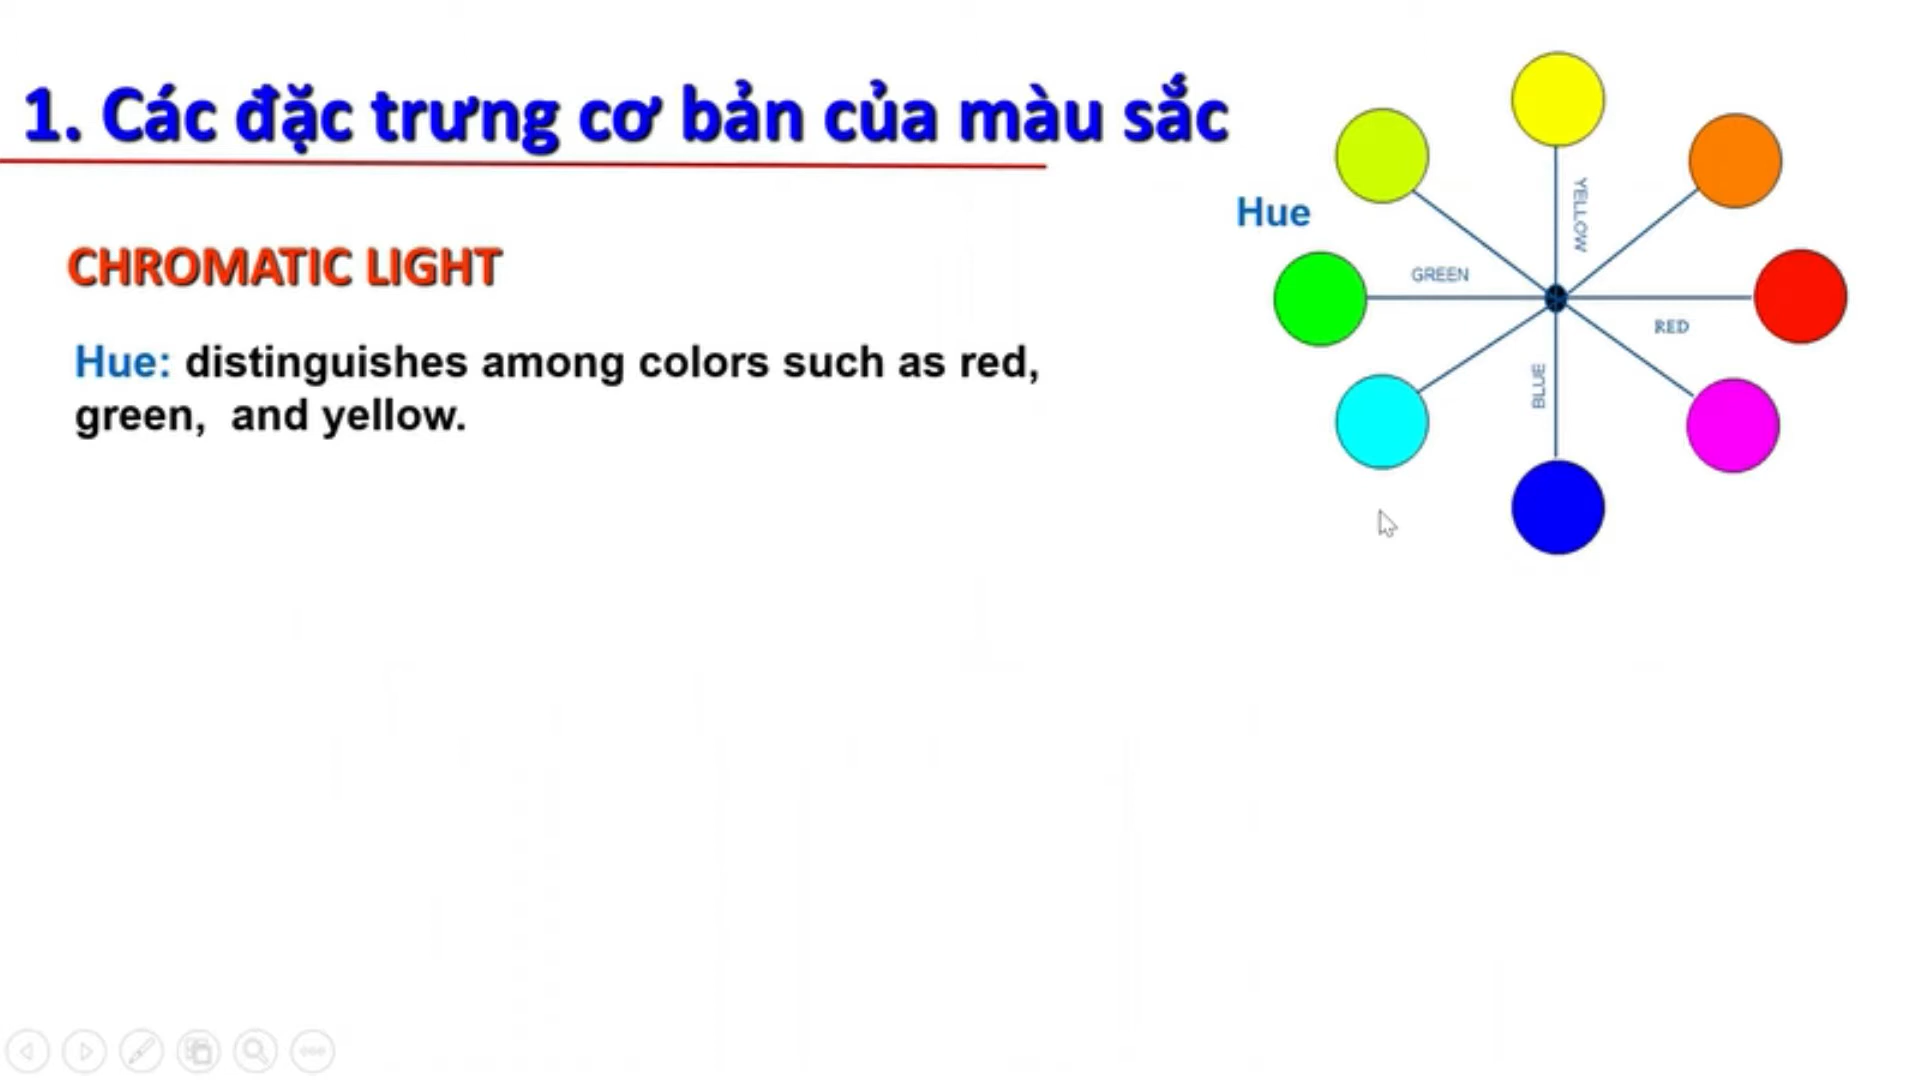 1. Các đặc trưng cơ bản của màu sắc
CHROMATIC LIGHT
Hue: distinguishes among colors such as red,
green, and yellow.
Hue
YELLOW
GREEN
RED
BLUE